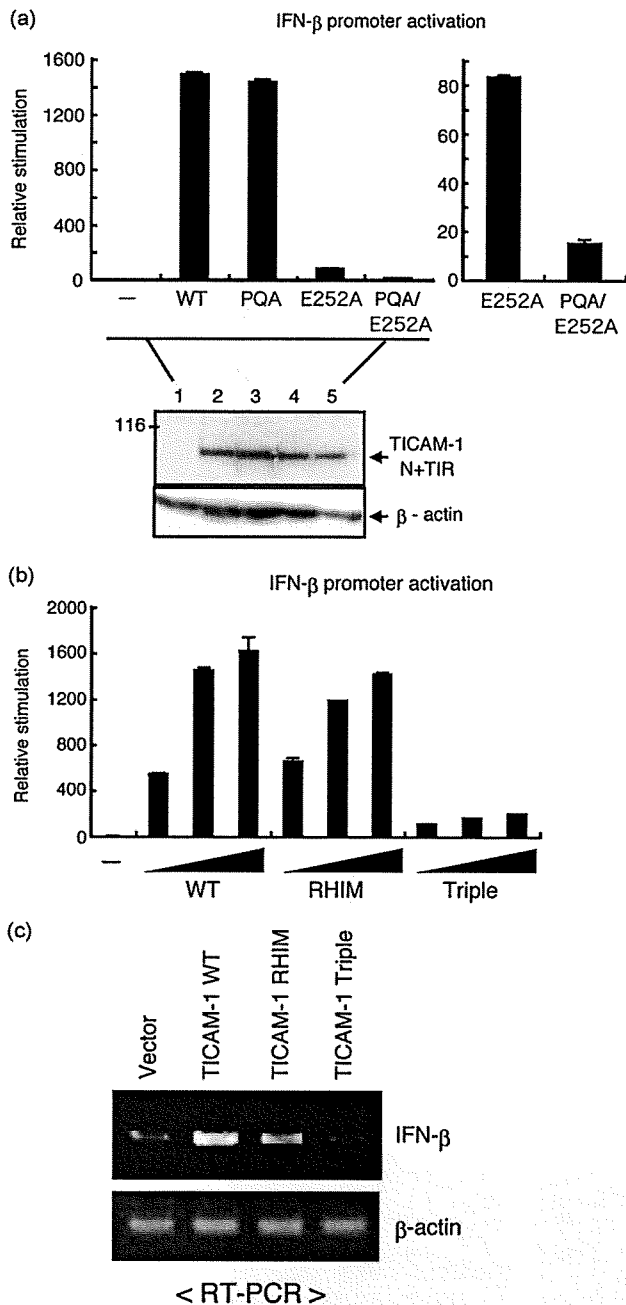 (a)
IFN-β promoter activation
Relative stimulation
1600
1200
800
400
0
— WT PQA E252A PQA/
E252A
80
60
40
20
0
E252A PQA/
E252A
1 2 3 4 5
116
TICAM-1
N+TIR
β - actin
(b)
IFN-β promoter activation
Relative stimulation
2000
1600
1200
800
400
0
— WT RHIM Triple
(c)
Vector
TICAM-1 WT
TICAM-1 RHIM
TICAM-1 Triple
IFN-β
β-actin
< RT-PCR >